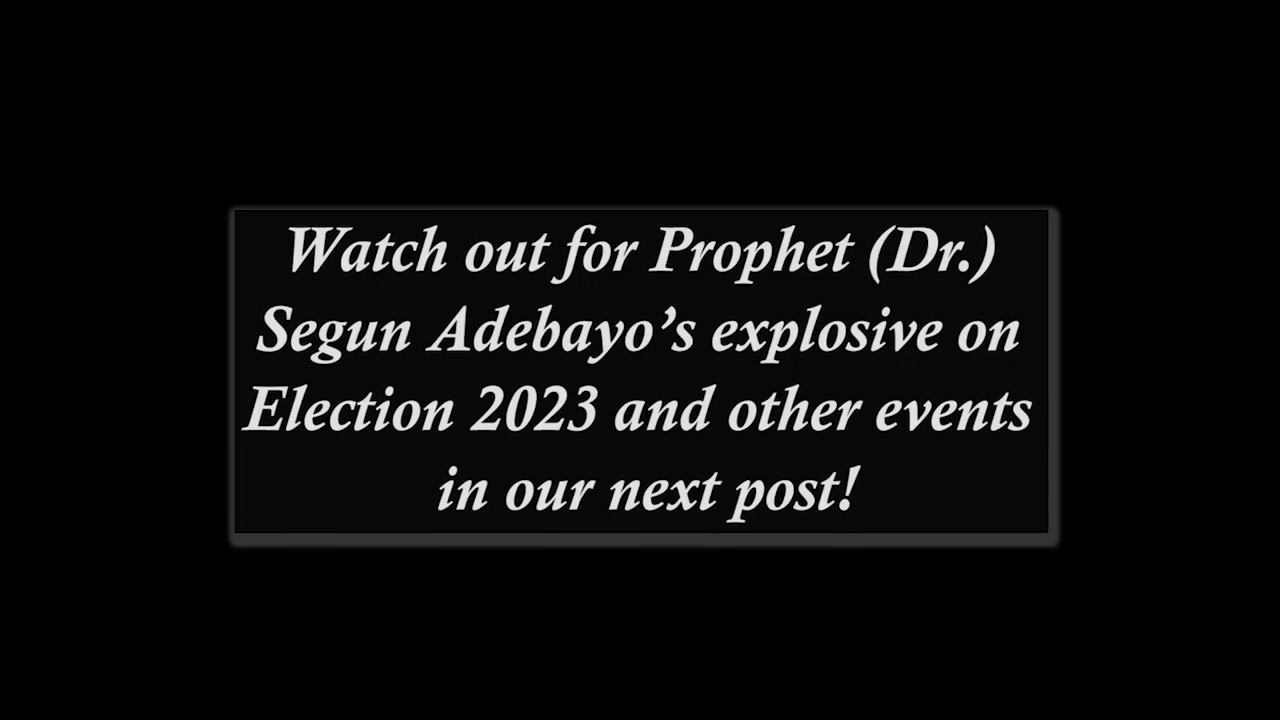 Watch out for Prophet (Dr.)
Segun Adebayo’s explosive on
Election 2023 and other events
in our next post!